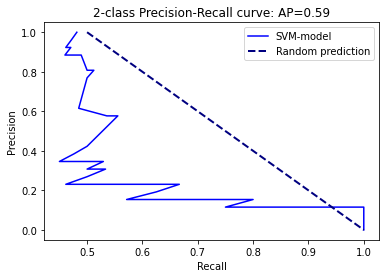 2-class Precision-Recall curve: AP=0.59
SVM-model
Random prediction
Precision
1.0
0.8
0.6
0.4
0.2
0.0
0.5
0.6
0.7
0.8
0.9
1.0
Recall